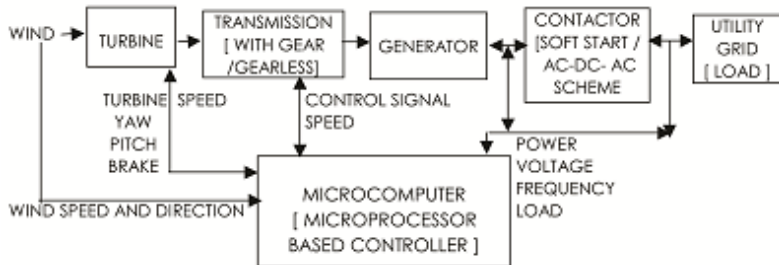 WIND
TURBINE
TRANSMISSION
[ WITH GEAR
/GEARLESS]
GENERATOR
CONTACTOR
[SOFT START /
AC-DC- AC
SCHEME
UTILITY
GRID
[ LOAD ]
TURBINE SPEED
YAW
PITCH
BRAKE
CONTROL SIGNAL
SPEED
POWER
VOLTAGE
FREQUENCY
LOAD
WIND SPEED AND DIRECTION
MICROCOMPUTER
[ MICROPROCESSOR
BASED CONTROLLER ]